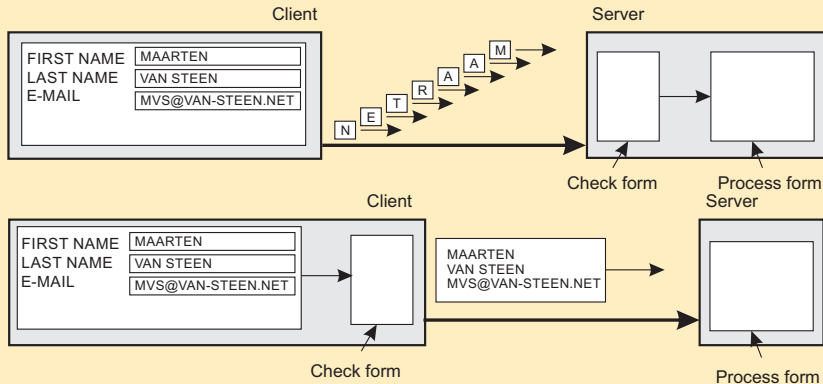 Client
Server
FIRST NAME MAARTEN
LAST NAME VAN STEEN
E-MAIL MVS@VAN-STEEN.NET
N E T R A A M
Check form
Process form
Client
Server
FIRST NAME MAARTEN
LAST NAME VAN STEEN
E-MAIL MVS@VAN-STEEN.NET
MAARTEN
VAN STEEN
MVS@VAN-STEEN.NET
Check form
Process form